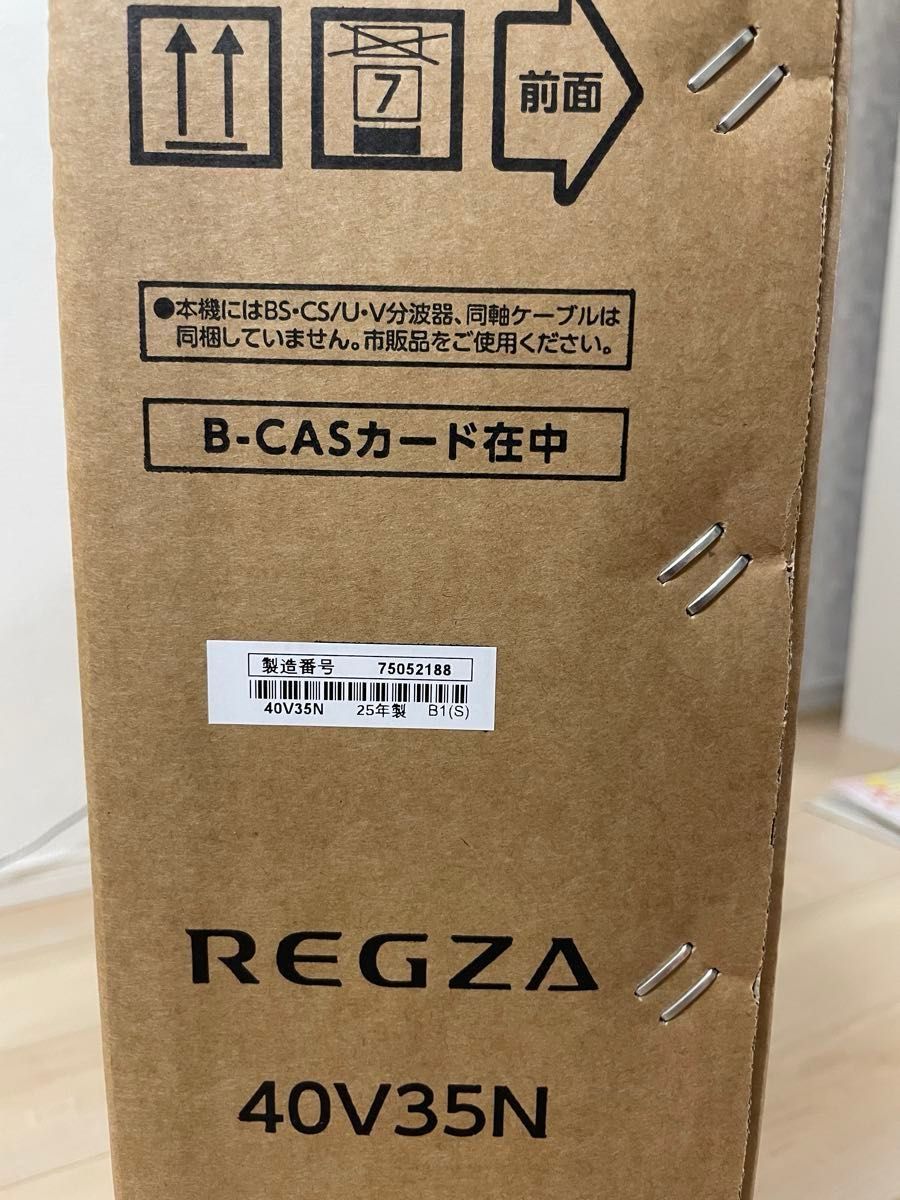 7
前面
●本機にはBS・CS/U・V分波器、同軸ケーブルは
同梱していません。市販品をご使用ください。
B-CASカード在中
製造番号 75052188
40V35N 25年製 B1(S)
REGZA
40V35N